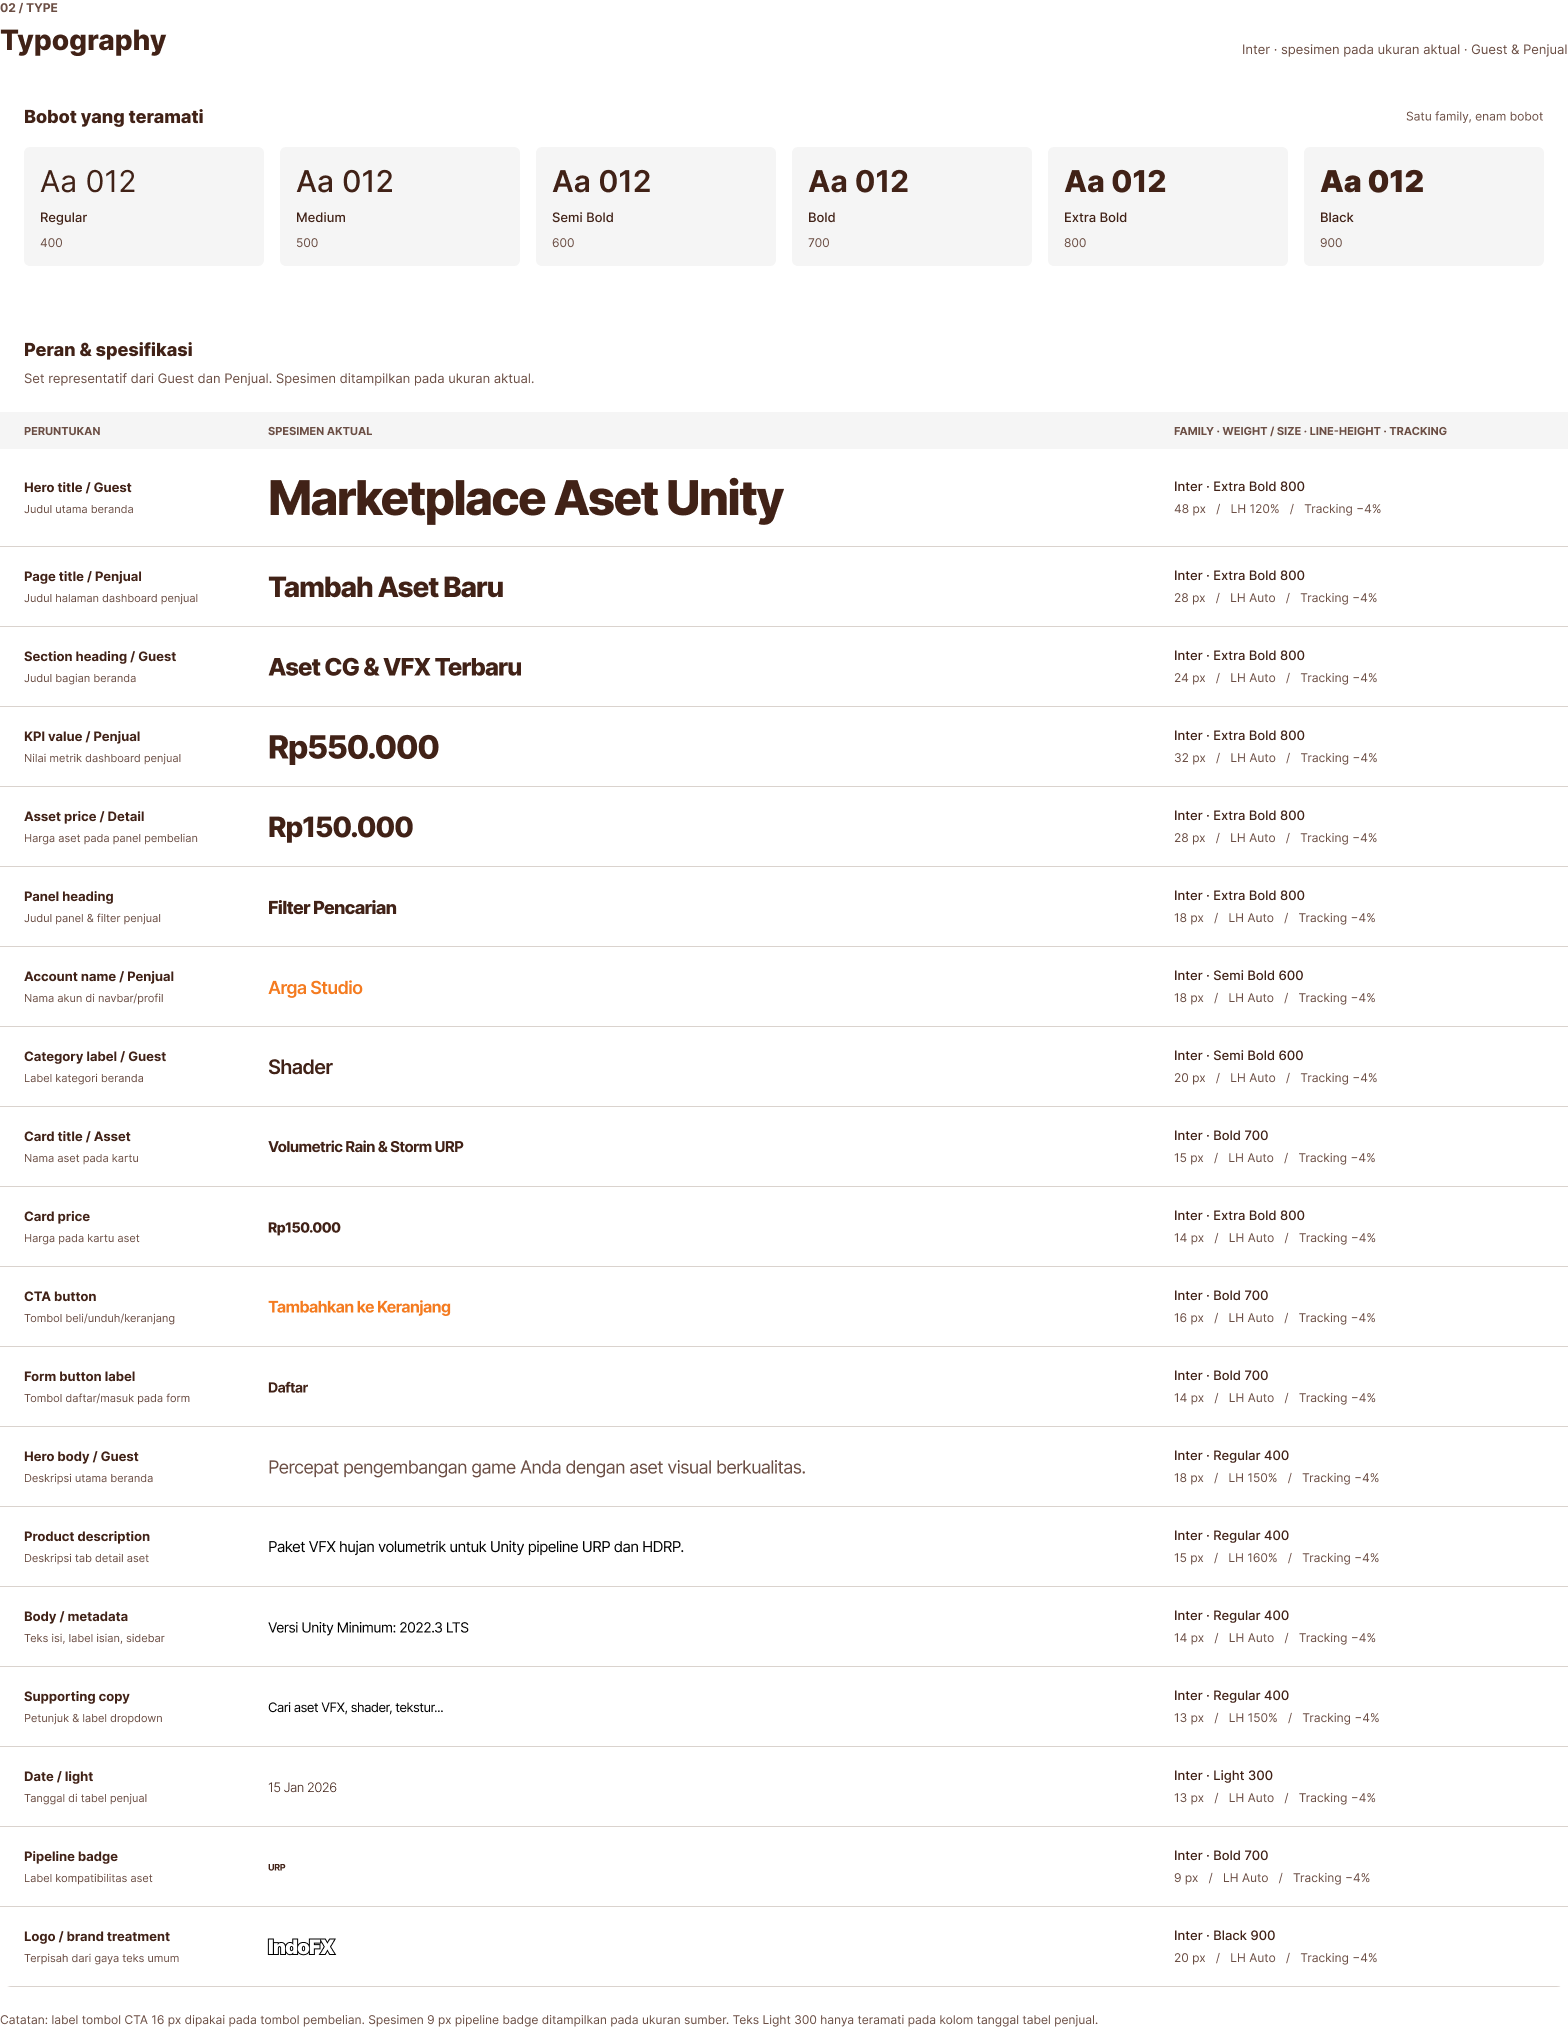 02 / TYPE
Typography
Inter · spesimen pada ukuran aktual · Guest & Penjual
Bobot yang teramati
Satu family, enam bobot
Aa 012
Regular
400
Aa 012
Medium
500
Aa 012
Semi Bold
600
Aa 012
Bold
700
Aa 012
Extra Bold
800
Aa 012
Black
900
Peran & spesifikasi
Set representatif dari Guest dan Penjual. Spesimen ditampilkan pada ukuran aktual.
PERUNTUKAN
SPESIMEN AKTUAL
FAMILY · WEIGHT / SIZE · LINE-HEIGHT · TRACKING
Hero title / Guest
Judul utama beranda
Marketplace Aset Unity
Inter · Extra Bold 800
48 px / LH 120% / Tracking −4%
Page title / Penjual
Judul halaman dashboard penjual
Tambah Aset Baru
Inter · Extra Bold 800
28 px / LH Auto / Tracking −4%
Section heading / Guest
Judul bagian beranda
Aset CG & VFX Terbaru
Inter · Extra Bold 800
24 px / LH Auto / Tracking −4%
KPI value / Penjual
Nilai metrik dashboard penjual
Rp550.000
Inter · Extra Bold 800
32 px / LH Auto / Tracking −4%
Asset price / Detail
Harga aset pada panel pembelian
Rp150.000
Inter · Extra Bold 800
28 px / LH Auto / Tracking −4%
Panel heading
Judul panel & filter penjual
Filter Pencarian
Inter · Extra Bold 800
18 px / LH Auto / Tracking −4%
Account name / Penjual
Nama akun di navbar/profil
Arga Studio
Inter · Semi Bold 600
18 px / LH Auto / Tracking −4%
Category label / Guest
Label kategori beranda
Shader
Inter · Semi Bold 600
20 px / LH Auto / Tracking −4%
Card title / Asset
Nama aset pada kartu
Volumetric Rain & Storm URP
Inter · Bold 700
15 px / LH Auto / Tracking −4%
Card price
Harga pada kartu aset
Rp150.000
Inter · Extra Bold 800
14 px / LH Auto / Tracking −4%
CTA button
Tombol beli/unduh/keranjang
Tambahkan ke Keranjang
Inter · Bold 700
16 px / LH Auto / Tracking −4%
Form button label
Tombol daftar/masuk pada form
Daftar
Inter · Bold 700
14 px / LH Auto / Tracking −4%
Hero body / Guest
Deskripsi utama beranda
Percepat pengembangan game Anda dengan aset visual berkualitas.
Inter · Regular 400
18 px / LH 150% / Tracking −4%
Product description
Deskripsi tab detail aset
Paket VFX hujan volumetrik untuk Unity pipeline URP dan HDRP.
Inter · Regular 400
15 px / LH 160% / Tracking −4%
Body / metadata
Teks isi, label isian, sidebar
Versi Unity Minimum: 2022.3 LTS
Inter · Regular 400
14 px / LH Auto / Tracking −4%
Supporting copy
Petunjuk & label dropdown
Cari aset VFX, shader, tekstur...
Inter · Regular 400
13 px / LH 150% / Tracking −4%
Date / light
Tanggal di tabel penjual
15 Jan 2026
Inter · Light 300
13 px / LH Auto / Tracking −4%
Pipeline badge
Label kompatibilitas aset
URP
Inter · Bold 700
9 px / LH Auto / Tracking −4%
Logo / brand treatment
Terpisah dari gaya teks umum
IndoFX
Inter · Black 900
20 px / LH Auto / Tracking −4%
Catatan: label tombol CTA 16 px dipakai pada tombol pembelian. Spesimen 9 px pipeline badge ditampilkan pada ukuran sumber. Teks Light 300 hanya teramati pada kolom tanggal tabel penjual.